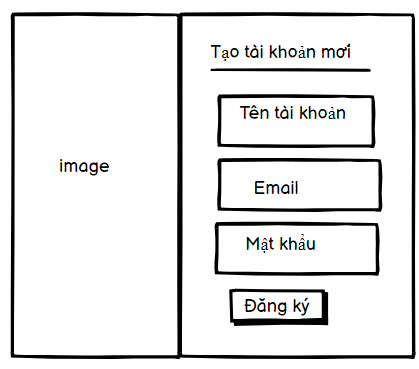 image
Tạo tài khoản mới
Tên tài khoản
Email
Mật khẩu
Đăng ký